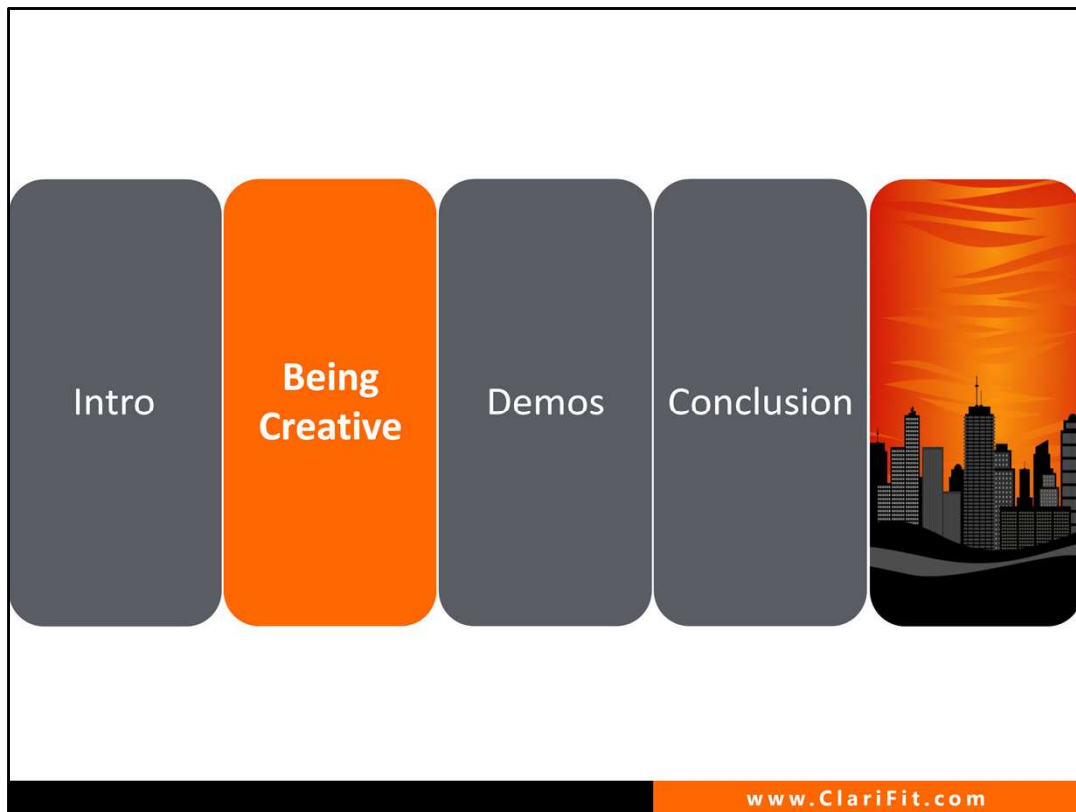 Intro
Being
Creative
Demos
Conclusion
www.ClariFit.com